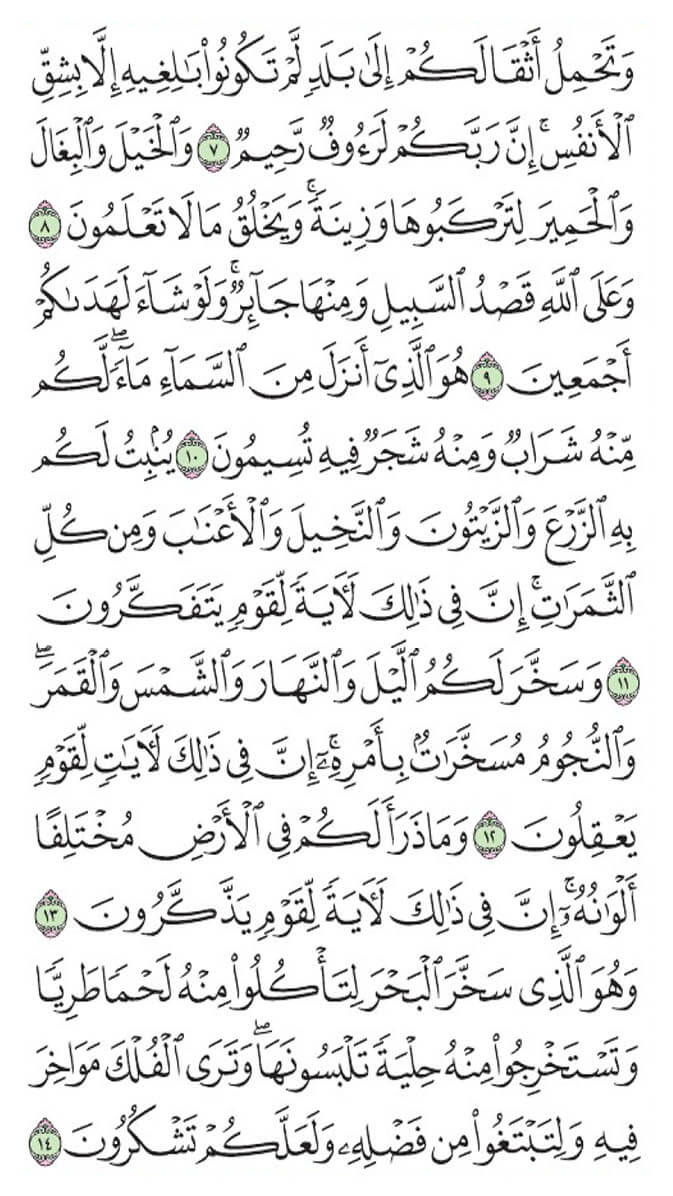 وَتَحْمِلُ أَثْقَالَكُمْ إِلَىٰ بَلَدٍ لَّمْ تَكُونُوا۟ بَٰلِغِيهِ إِلَّا بِشِقِّ
ٱلْأَنفُسِ ۚ إِنَّ رَبَّكُمْ لَرَءُوفٌ رَّحِيمٌ ٧ وَٱلْخَيْلَ وَٱلْبِغَالَ
وَٱلْحَمِيرَ لِتَرْكَبُوهَا وَزِينَةً ۚ وَيَخْلُقُ مَا لَا تَعْلَمُونَ ٨
وَعَلَى ٱللَّهِ قَصْدُ ٱلسَّبِيلِ وَمِنْهَا جَآئِرٌ ۚ وَلَوْ شَآءَ لَهَدَىٰكُمْ
أَجْمَعِينَ ٩ هُوَ ٱلَّذِىٓ أَنزَلَ مِنَ ٱلسَّمَآءِ مَآءً ۖ لَّكُم
مِّنْهُ شَرَابٌ وَمِنْهُ شَجَرٌ فِيهِ تُسِيمُونَ ١٠ يُنۢبِتُ لَكُم
بِهِ ٱلزَّرْعَ وَٱلزَّيْتُونَ وَٱلنَّخِيلَ وَٱلْأَعْنَٰبَ وَمِن كُلِّ
ٱلثَّمَرَٰتِ ۗ إِنَّ فِى ذَٰلِكَ لَءَايَةً لِّقَوْمٍ يَتَفَكَّرُونَ
١١ وَسَخَّرَ لَكُمُ ٱلَّيْلَ وَٱلنَّهَارَ وَٱلشَّمْسَ وَٱلْقَمَرَ ۖ
وَٱلنُّجُومُ مُسَخَّرَٰتٌۢ بِأَمْرِهِۦٓ ۗ إِنَّ فِى ذَٰلِكَ لَءَايَٰتٍ لِّقَوْمٍ
يَعْقِلُونَ ١٢ وَمَا ذَرَأَ لَكُمْ فِى ٱلْأَرْضِ مُخْتَلِفًا
أَلْوَٰنُهُۥٓ ۗ إِنَّ فِى ذَٰلِكَ لَءَايَةً لِّقَوْمٍ يَذَّكَّرُونَ ١٣
وَهُوَ ٱلَّذِى سَخَّرَ ٱلْبَحْرَ لِتَأْكُلُوا۟ مِنْهُ لَحْمًا طَرِيًّا
وَتَسْتَخْرِجُوا۟ مِنْهُ حِلْيَةً تَلْبَسُونَهَا ۖ وَتَرَى ٱلْفُلْكَ مَوَاخِرَ
فِيهِ وَلِتَبْتَغُوا۟ مِن فَضْلِهِۦ وَلَعَلَّكُمْ تَشْكُرُونَ ١٤